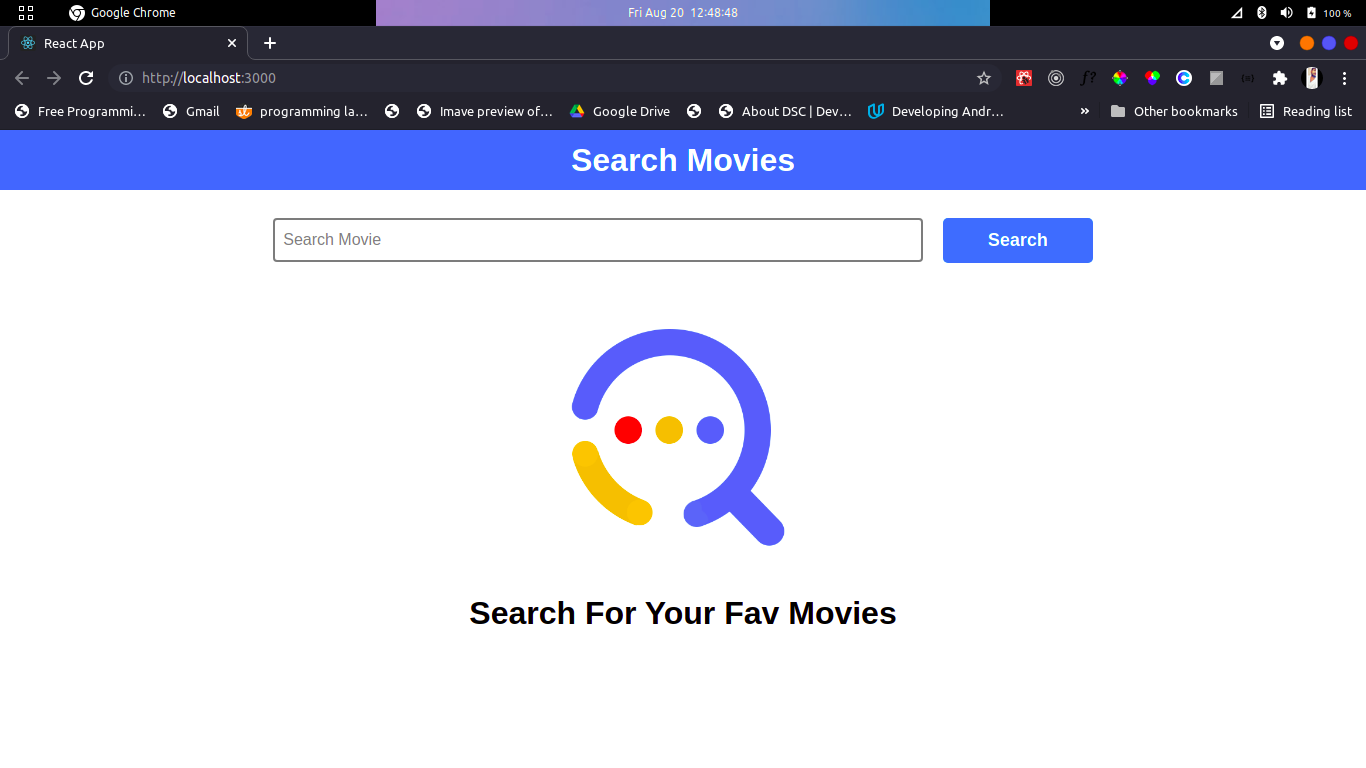 Google Chrome
Fri Aug 20 12:48:48
100 %
React App
http://localhost:3000
f?
Free Programmi…
Gmail
programming la…
Imave preview of…
Google Drive
About DSC | Dev…
Developing Andr…
»
Other bookmarks
Reading list
Search Movies
Search Movie
Search
Search For Your Fav Movies